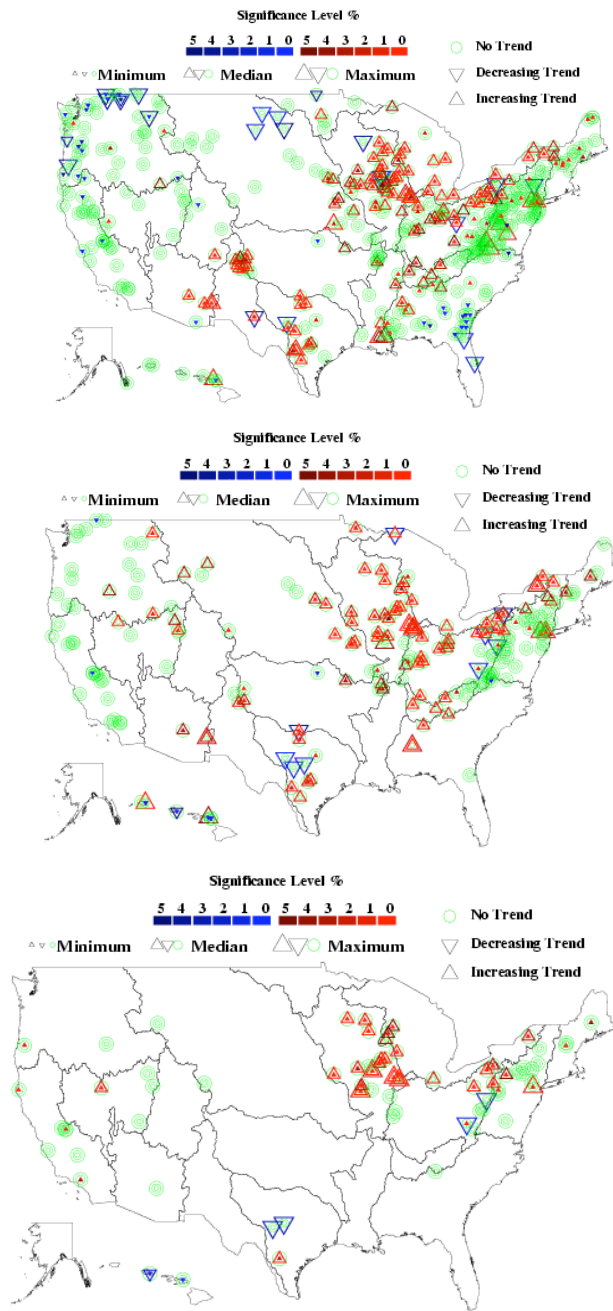 Significance Level %
5 4 3 2 1 0 5 4 3 2 1 0
No Trend
Minimum Median Maximum
Decreasing Trend
Increasing Trend
Significance Level %
5 4 3 2 1 0 5 4 3 2 1 0
No Trend
Minimum Median Maximum
Decreasing Trend
Increasing Trend
Significance Level %
5 4 3 2 1 0 5 4 3 2 1 0
No Trend
Minimum Median Maximum
Decreasing Trend
Increasing Trend